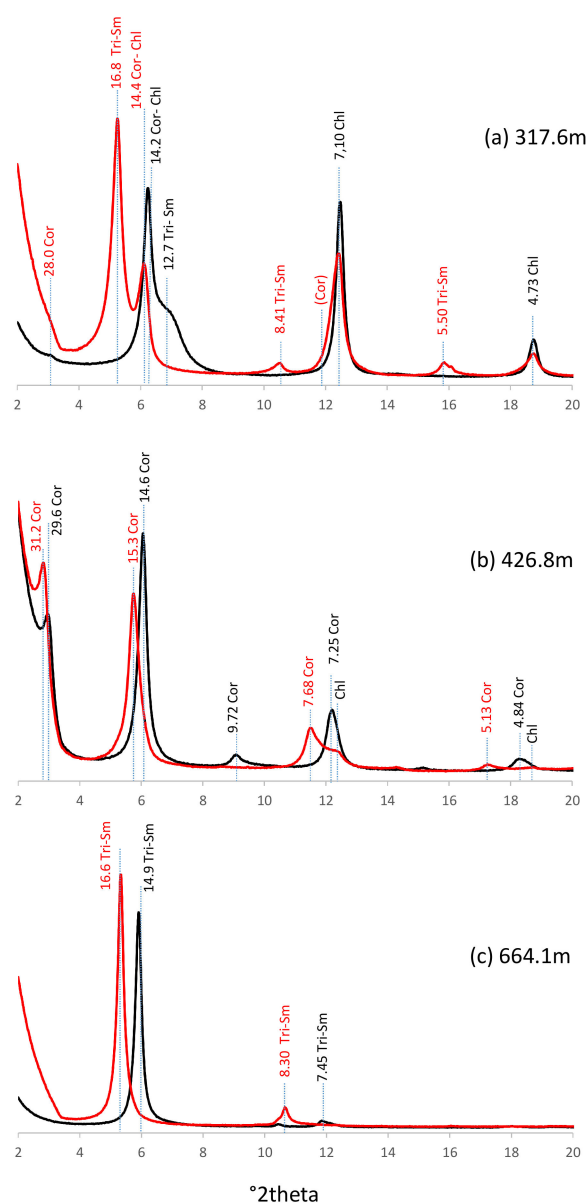 16.8 Tri-Sm
14.4 Cor- Chl
14.2 Cor- Chl
7,10 Chl
(a) 317.6m
28.0 Cor
12.7 Tri- Sm
8.41 Tri-Sm
(Cor)
5.50 Tri-Sm
4.73 Chl
2 4 6 8 10 12 14 16 18 20
31.2 Cor
29.6 Cor
15.3 Cor
14.6 Cor
(b) 426.8m
9.72 Cor
7.68 Cor
7.25 Cor
Chl
5.13 Cor
4.84 Cor
Chl
2 4 6 8 10 12 14 16 18 20
16.6 Tri-Sm
14.9 Tri-Sm
(c) 664.1m
8.30 Tri-Sm
7.45 Tri-Sm
2 4 6 8 10 12 14 16 18 20
°2theta